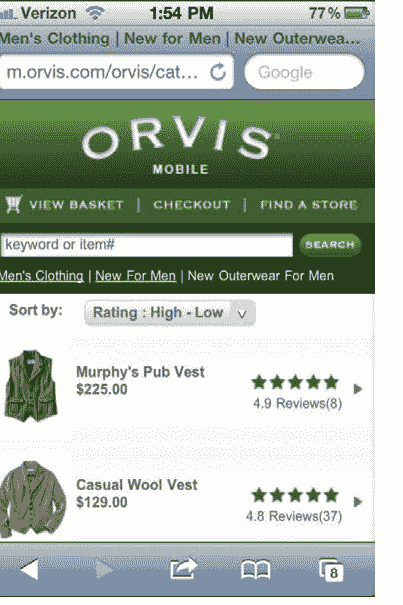 Verizon 1:54 PM 77%
Men's Clothing | New for Men | New Outerwea...
m.orvis.com/orvis/cat... Google
ORVIS
MOBILE
VIEW BASKET | CHECKOUT | FIND A STORE
keyword or item# SEARCH
Men's Clothing | New For Men | New Outerwear For Men
Sort by: Rating : High - Low
Murphy's Pub Vest
$225.00
4.9 Reviews(8)
Casual Wool Vest
$129.00
4.8 Reviews(37)
8